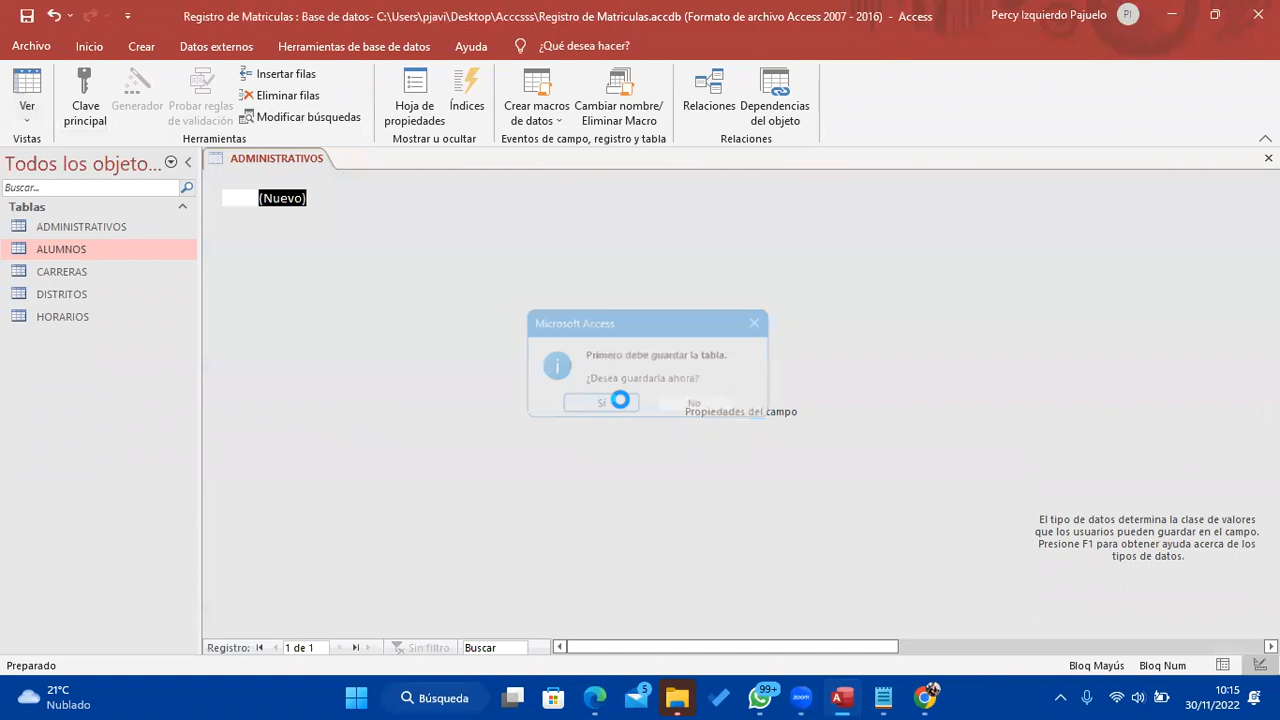 Registro de Matriculas : Base de datos- C:\Users\pjavi\Desktop\Acccsss\Registro de Matriculas.accdb (Formato de archivo Access 2007 - 2016) – Access
Percy Izquierdo Pajuelo
PI
Archivo
Inicio
Crear
Datos externos
Herramientas de base de datos
Ayuda
¿Qué desea hacer?
Ver
Clave principal
Generador
Probar reglas de validación
Insertar filas
Eliminar filas
Modificar búsquedas
Hoja de propiedades
Índices
Crear macros de datos
Cambiar nombre/ Eliminar Macro
Relaciones
Dependencias del objeto
Vistas
Herramientas
Mostrar u ocultar
Eventos de campo, registro y tabla
Relaciones
Todos los objeto...
Buscar...
Tablas
ADMINISTRATIVOS
ALUMNOS
CARRERAS
DISTRITOS
HORARIOS
ADMINISTRATIVOS
(Nuevo)
Microsoft Access
Primero debe guardar la tabla.
¿Desea guardarla ahora?
Sí
No
Propiedades del campo
El tipo de datos determina la clase de valores
que los usuarios pueden guardar en el campo.
Presione F1 para obtener ayuda acerca de los
tipos de datos.
Registro:
1 de 1
Sin filtro
Buscar
Preparado
Bloq Mayús
Bloq Num
21°C
Nublado
Búsqueda
5
99+
zoom
10:15
30/11/2022